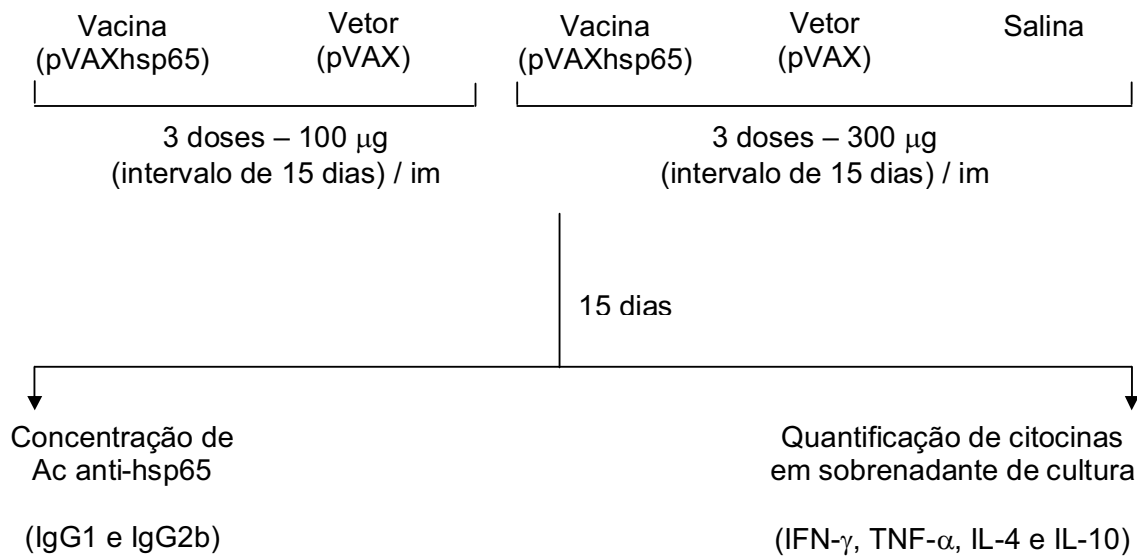 Vacina
(pVAXhsp65)
Vetor
(pVAX)
Vacina
(pVAXhsp65)
Vetor
(pVAX)
Salina
3 doses – 100 μg
(intervalo de 15 dias) / im
3 doses – 300 μg
(intervalo de 15 dias) / im
15 dias
Concentração de
Ac anti-hsp65
(IgG1 e IgG2b)
Quantificação de citocinas
em sobrenadante de cultura
(IFN-γ, TNF-α, IL-4 e IL-10)